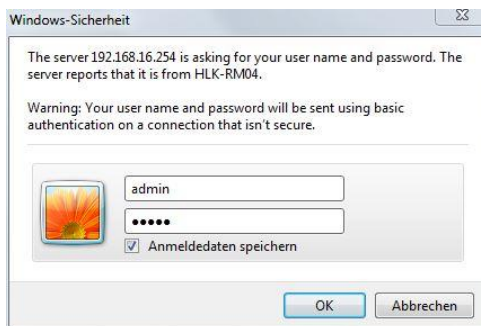 Windows-Sicherheit
The server 192.168.16.254 is asking for your user name and password. The
server reports that it is from HLK-RM04.
Warning: Your user name and password will be sent using basic
authentication on a connection that isn't secure.
admin
•••••
Anmeldedaten speichern
OK
Abbrechen